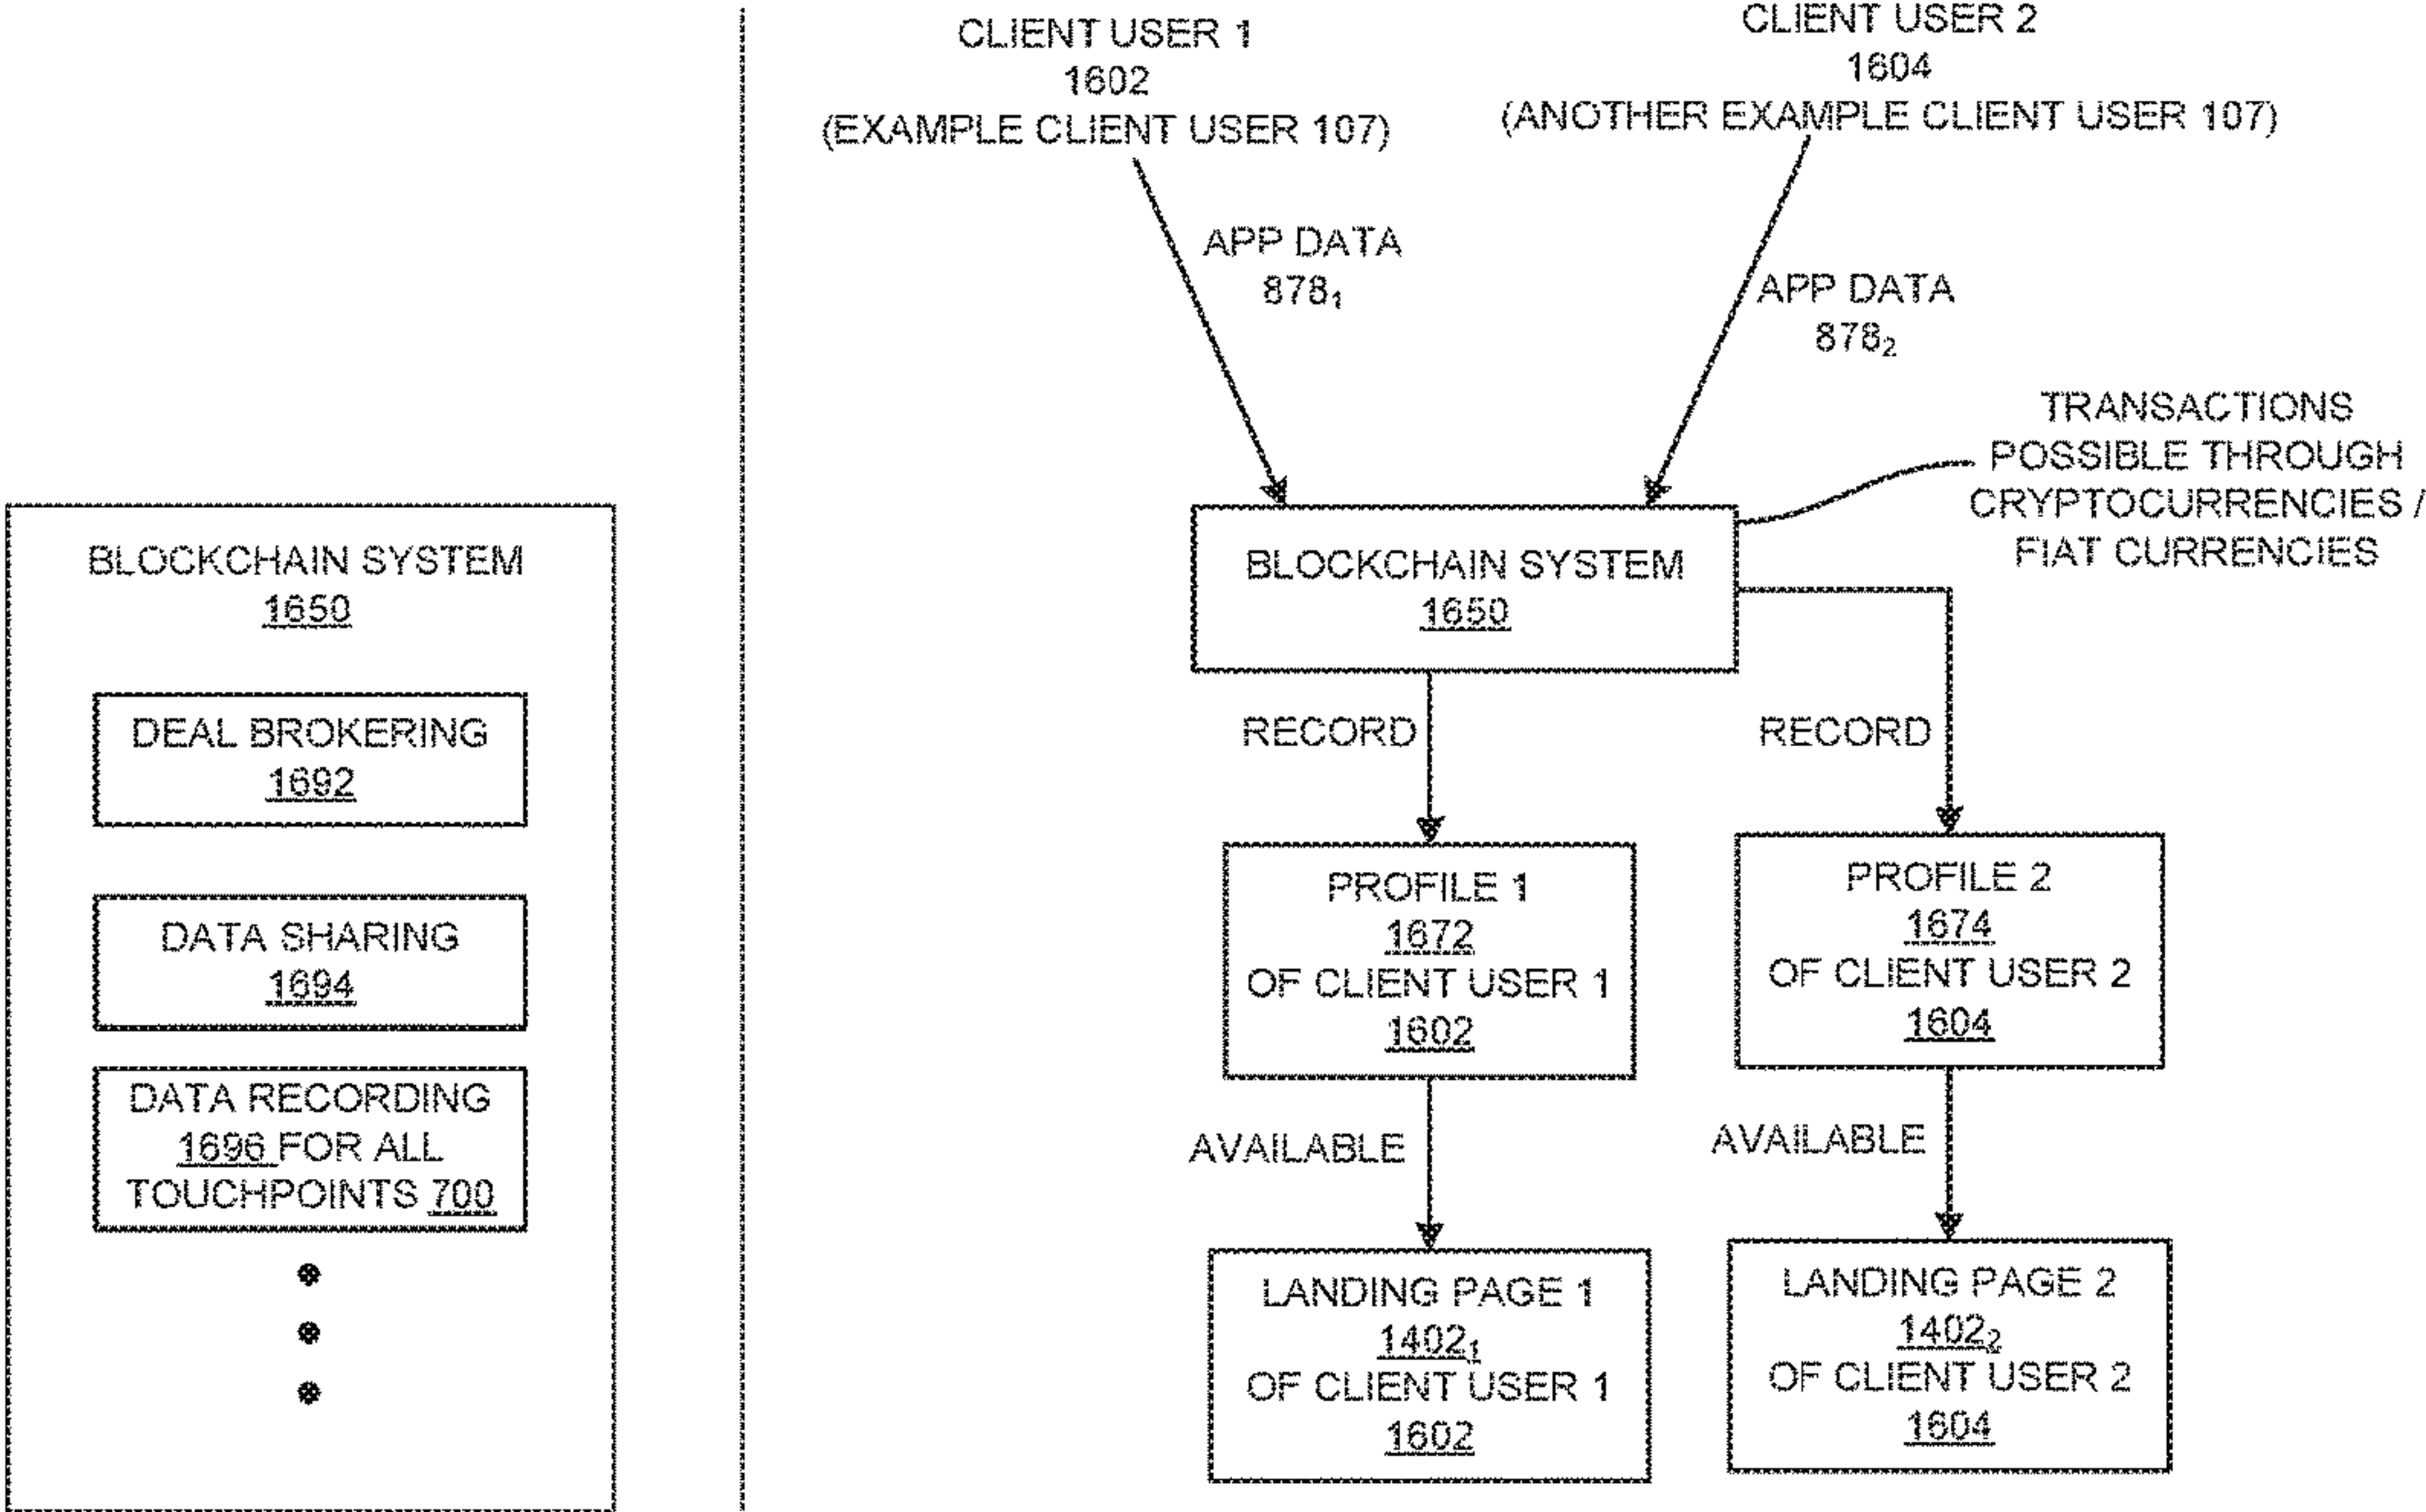 BLOCKCHAIN SYSTEM
1650
DEAL BROKERING
1692
DATA SHARING
1694
DATA RECORDING
1696 FOR ALL
TOUCHPOINTS 700
CLIENT USER 1
1602
(EXAMPLE CLIENT USER 107)
CLIENT USER 2
1604
(ANOTHER EXAMPLE CLIENT USER 107)
APP DATA
878₁
APP DATA
878₂
TRANSACTIONS
POSSIBLE THROUGH
CRYPTOCURRENCIES /
FIAT CURRENCIES
BLOCKCHAIN SYSTEM
1650
RECORD
RECORD
PROFILE 1
1672
OF CLIENT USER 1
1602
PROFILE 2
1674
OF CLIENT USER 2
1604
AVAILABLE
AVAILABLE
LANDING PAGE 1
1402₁
OF CLIENT USER 1
1602
LANDING PAGE 2
1402₂
OF CLIENT USER 2
1604